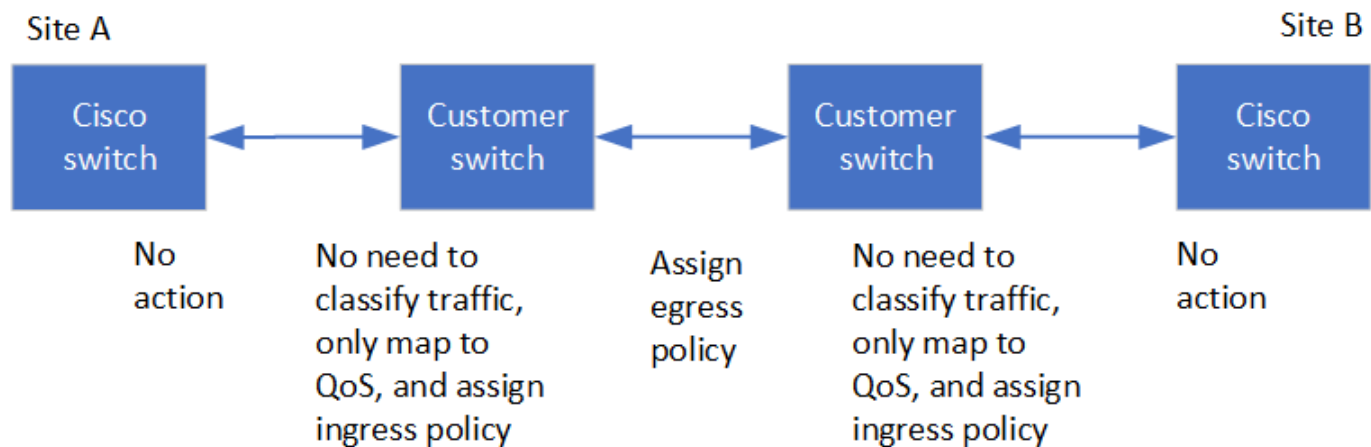 Site A
Site B
Cisco
switch
Customer
switch
Customer
switch
Cisco
switch
No
action
No need to
classify traffic,
only map to
QoS, and assign
ingress policy
Assign
egress
policy
No need to
classify traffic,
only map to
QoS, and assign
ingress policy
No
action